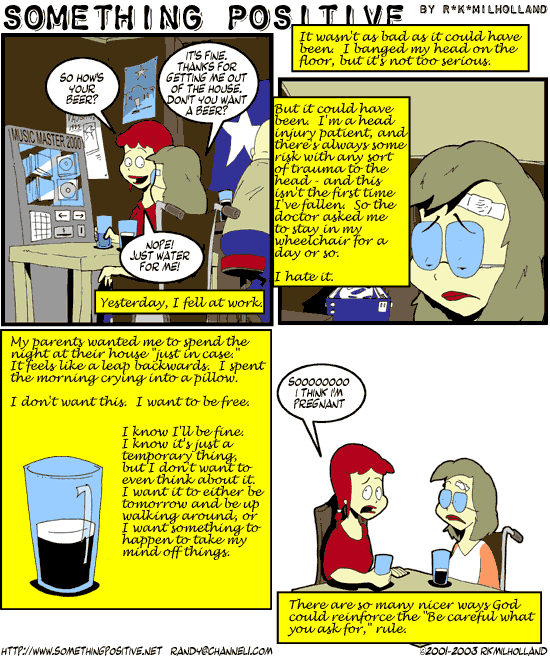 SOMETHING POSITIVE BY R*K*MILHOLLAND
SO HOW'S
YOUR
BEER?
IT'S FINE.
THANKS FOR
GETTING ME OUT
OF THE HOUSE.
DON'T YOU WANT
A BEER?
MUSIC MASTER 2000
NOPE!
JUST WATER
FOR ME!
Yesterday, I fell at work.
It wasn't as bad as it could have
been. I banged my head on the
floor, but it's not too serious.
But it could have
been. I'm a head
injury patient, and
there's always some
risk with any sort
of trauma to the
head - and this
isn't the first time
I've fallen. So the
doctor asked me
to stay in my
wheelchair for a
day or so.
I hate it.
My parents wanted me to spend the
night at their house "just in case."
It feels like a leap backwards. I spent
the morning crying into a pillow.
I don't want this. I want to be free.
I know I'll be fine.
I know it's just a
temporary thing,
but I don't want to
even think about it.
I want it to either be
tomorrow and be up
walking around, or
I want something to
happen to take my
mind off things.
SOOOOOOOO
I THINK I'M
PREGNANT
There are so many nicer ways God
could reinforce the "Be careful what
you ask for," rule.
HTTP://WWW.SOMETHINGPOSITIVE.NET RANDY@CHANNEL1.COM ©2001-2003 RKMILHOLLAND